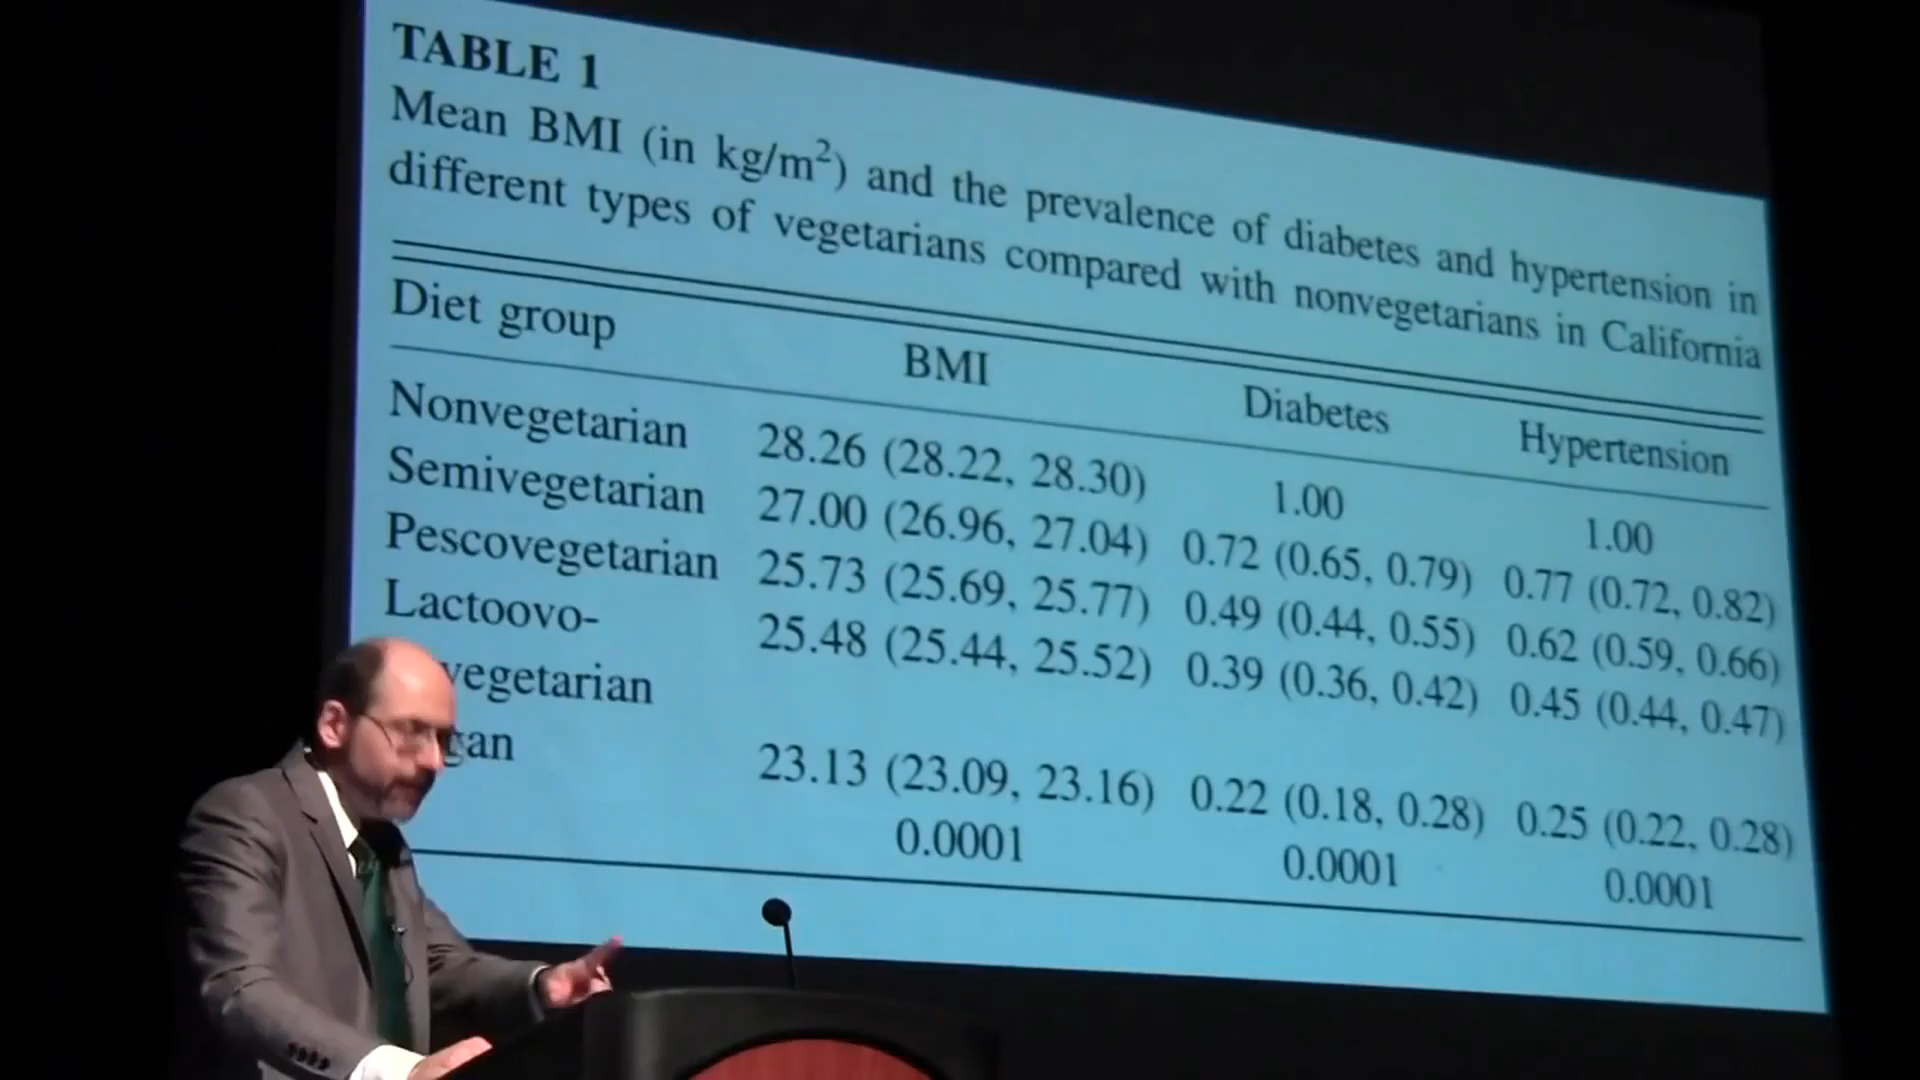 TABLE 1
Mean BMI (in kg/m²) and the prevalence of diabetes and hypertension in
different types of vegetarians compared with nonvegetarians in California
Diet group BMI Diabetes Hypertension
Nonvegetarian 28.26 (28.22, 28.30) 1.00 1.00
Semivegetarian 27.00 (26.96, 27.04) 0.72 (0.65, 0.79) 0.77 (0.72, 0.82)
Pescovegetarian 25.73 (25.69, 25.77) 0.49 (0.44, 0.55) 0.62 (0.59, 0.66)
Lactoovo- 25.48 (25.44, 25.52) 0.39 (0.36, 0.42) 0.45 (0.44, 0.47)
vegetarian
gan 23.13 (23.09, 23.16) 0.22 (0.18, 0.28) 0.25 (0.22, 0.28)
0.0001 0.0001 0.0001